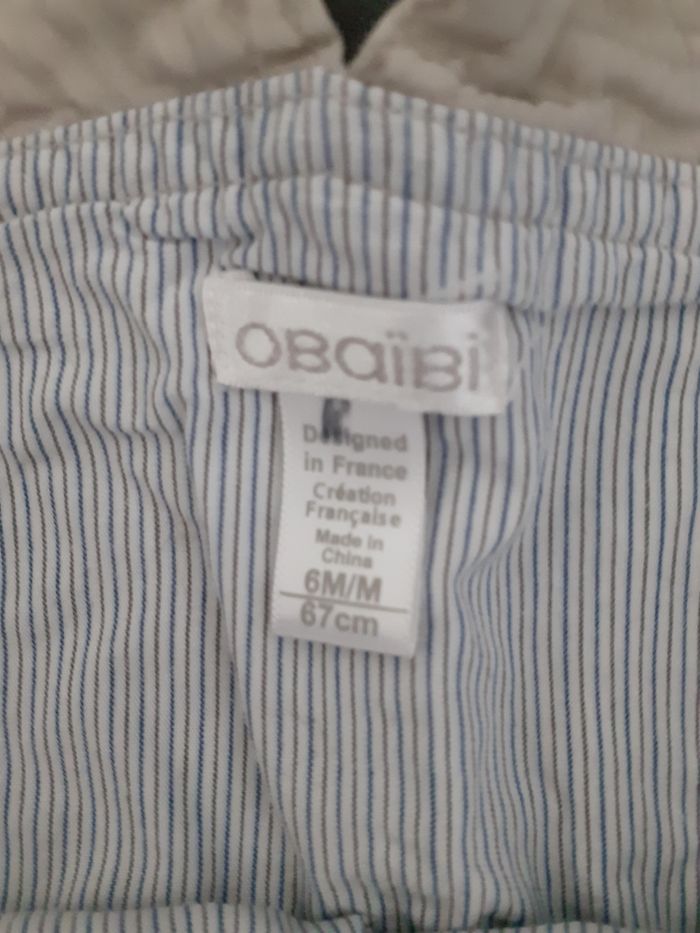 OBaïBi
Designed
in France
Création
Française
Made in
China
6M/M
67cm